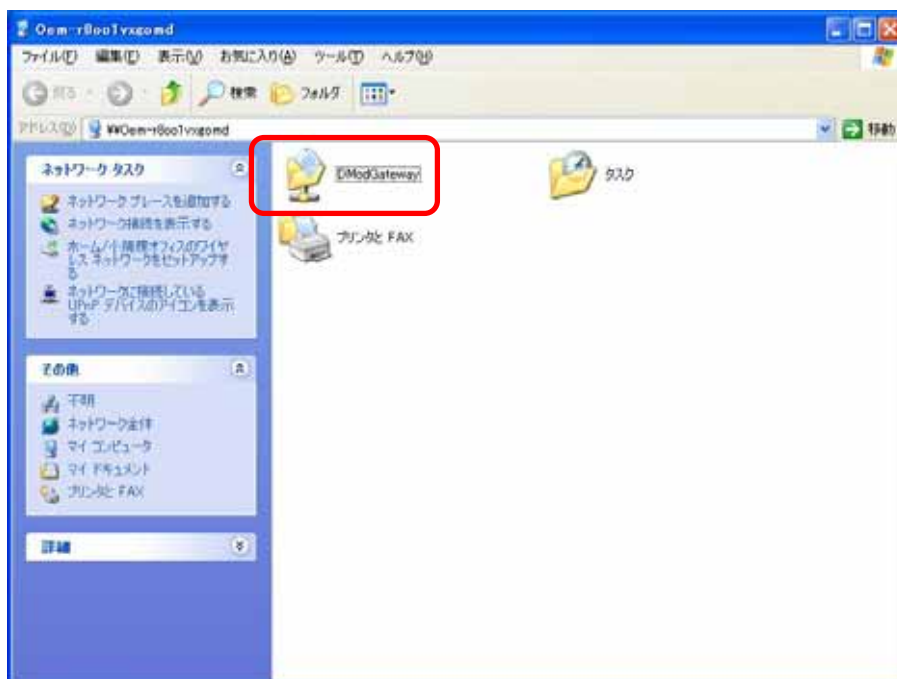 Oem-r8oo1vxgomd
ファイル(F) 編集(E) 表示(V) お気に入り(A) ツール(T) ヘルプ(H)
戻る 検索 フォルダ
アドレス(D) \\Oem-r8oo1vxgomd 移動
ネットワーク タスク
ネットワーク プレースを追加する
ネットワーク接続を表示する
ホーム/小規模オフィスのワイヤ
レス ネットワークをセットアップす
る
ネットワークに接続している
UPnP デバイスのアイコンを表示
する
その他
不明
ネットワーク全体
マイ コンピュータ
マイ ドキュメント
プリンタと FAX
詳細
DModGateway
タスク
プリンタと FAX